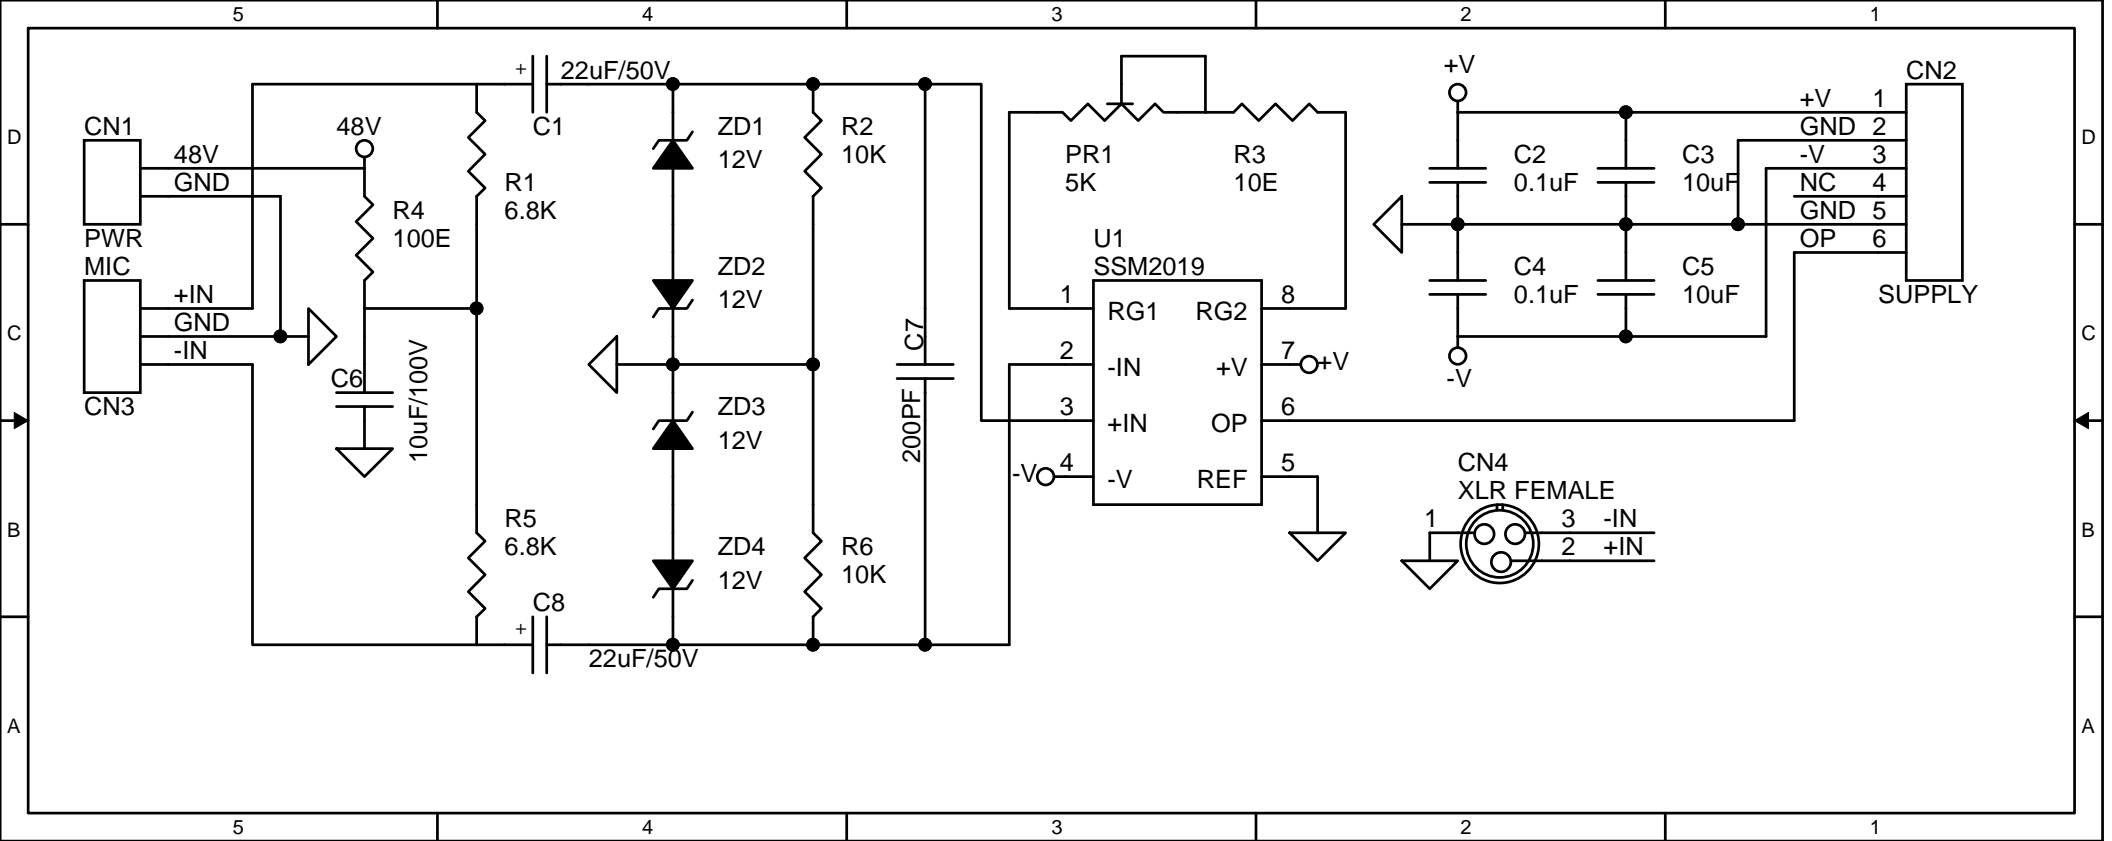 5 4 3 2 1
D
C
B
A
CN1
48V
GND
PWR
MIC
+IN
GND
-IN
CN3
48V
R4
100E
C6
10uF/100V
R1
6.8K
R5
6.8K
+
22uF/50V
C1
C8
+
22uF/50V
ZD1
12V
ZD2
12V
ZD3
12V
ZD4
12V
R2
10K
R6
10K
C7
200PF
PR1
5K
R3
10E
U1
SSM2019
1 RG1 RG2 8
2 -IN +V 7 +V
3 +IN OP 6
-V 4 -V REF 5
+V
C2
0.1uF
C3
10uF
C4
0.1uF
C5
10uF
-V
CN2
+V 1
GND 2
-V 3
NC 4
GND 5
OP 6
SUPPLY
CN4
XLR FEMALE
1 3 -IN
2 +IN
D
C
B
A
5 4 3 2 1